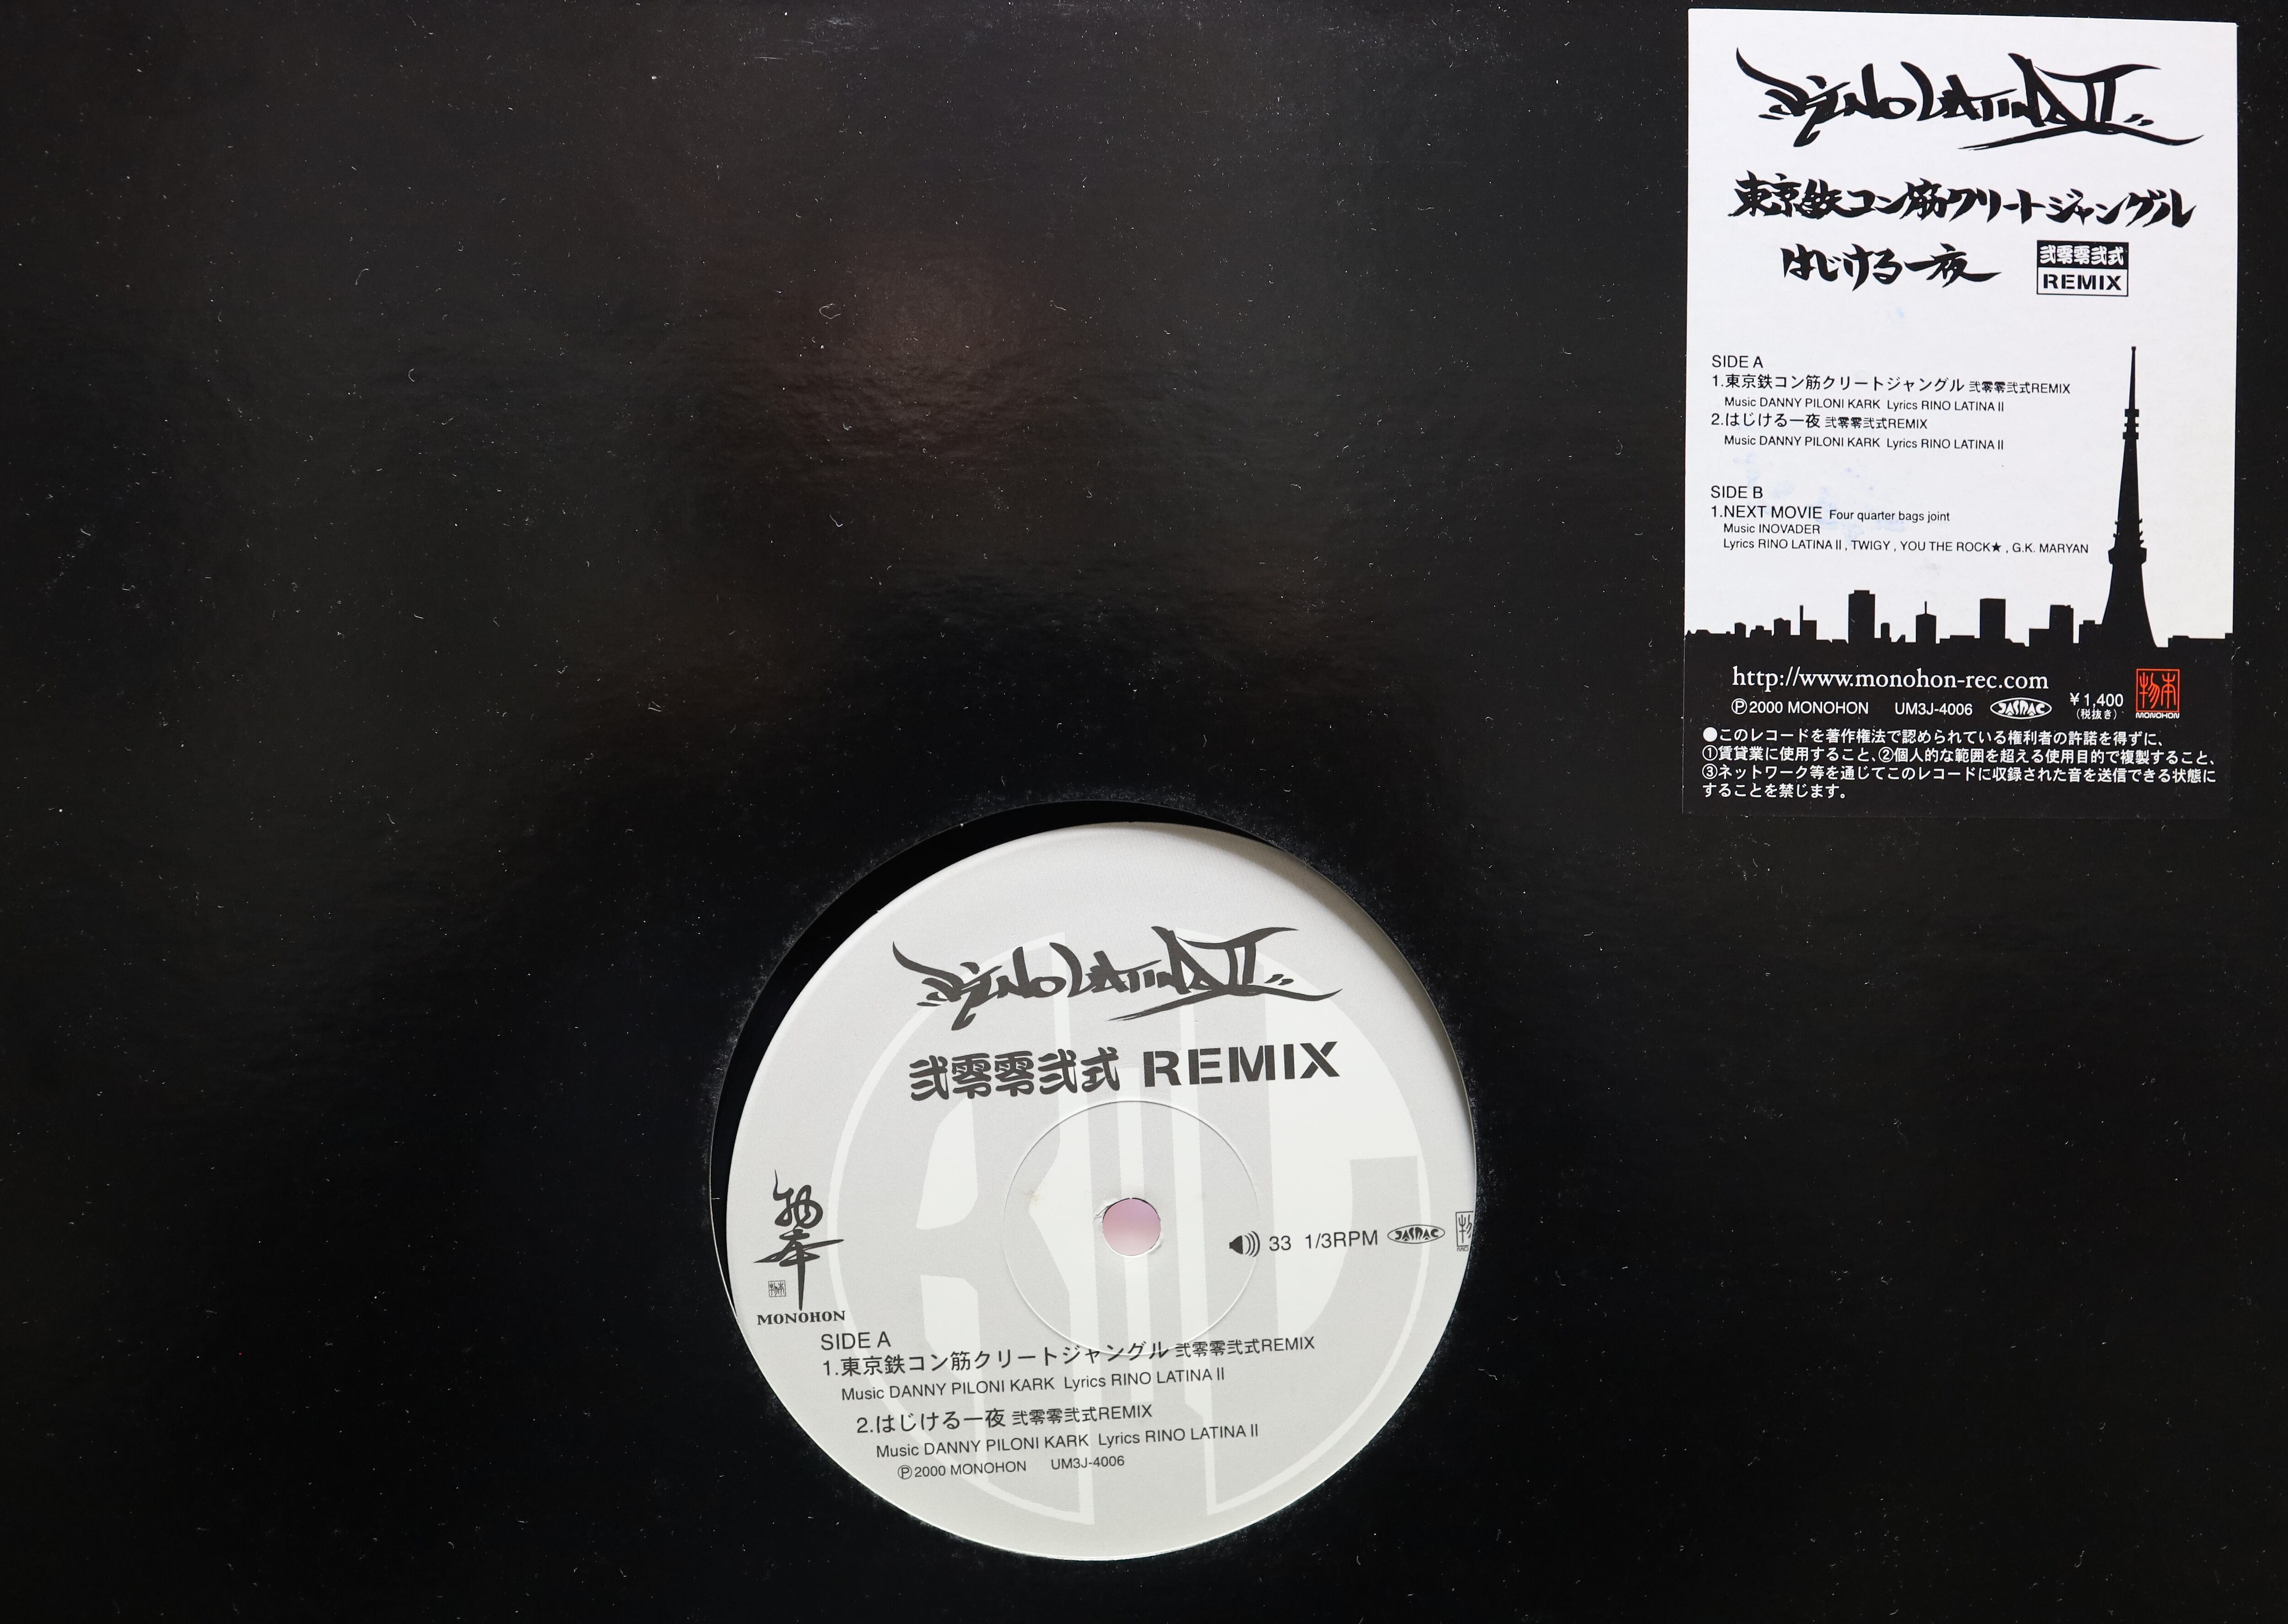 RINO LATINA II
東京鉄コン筋クリートジャングル
はじける一夜
弐零零弐式
REMIX
SIDE A
1.東京鉄コン筋クリートジャングル 弐零零弐式REMIX
Music DANNY PILONI KARK Lyrics RINO LATINA II
2.はじける一夜 弐零零弐式REMIX
Music DANNY PILONI KARK Lyrics RINO LATINA II
SIDE B
1.NEXT MOVIE Four quarter bags joint
Music INOVADER
Lyrics RINO LATINA II , TWIGY , YOU THE ROCK★ , G.K. MARYAN
http://www.monohon-rec.com
℗2000 MONOHON UM3J-4006 JASRAC ¥1,400
(税抜き)
物本
MONOHON
●このレコードを著作権法で認められている権利者の許諾を得ずに、
①賃貸業に使用すること、②個人的な範囲を超える使用目的で複製すること、
③ネットワーク等を通じてこのレコードに収録された音を送信できる状態に
することを禁じます。
RINO LATINA II
弐零零弐式 REMIX
物本
MONOHON
33 1/3RPM JASRAC
SIDE A
1.東京鉄コン筋クリートジャングル 弐零零弐式REMIX
Music DANNY PILONI KARK Lyrics RINO LATINA II
2.はじける一夜 弐零零弐式REMIX
Music DANNY PILONI KARK Lyrics RINO LATINA II
℗2000 MONOHON UM3J-4006